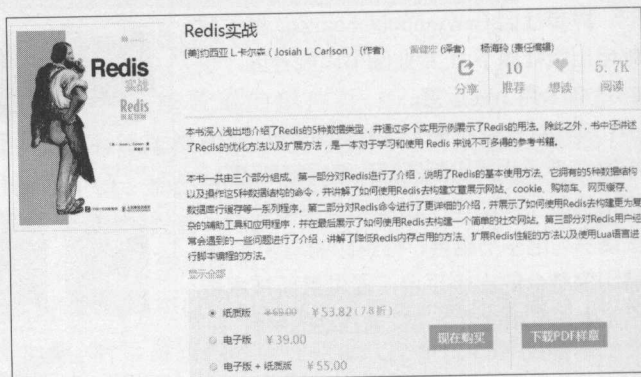 Redis
实战
Redis
IN ACTION
Redis实战
[美]约西亚 L.卡尔森（Josiah L. Carlson）(作者) 黄健宏 (译者) 杨海玲 (责任编辑)
分享
10
推荐
想读
5.7K
阅读
本书深入浅出地介绍了Redis的5种数据类型，并通过多个实用示例展示了Redis的用法。除此之外，书中还讲述
了Redis的优化方法以及扩展方法，是一本对于学习和使用 Redis 来说不可多得的参考书籍。
本书一共由三个部分组成。第一部分对Redis进行了介绍，说明了Redis的基本使用方法、它拥有的5种数据结构
以及操作这5种数据结构的命令，并讲解了如何使用Redis去构建文章展示网站、cookie、购物车、网页缓存、
数据库行缓存等一系列程序。第二部分对Redis命令进行了更详细的介绍，并展示了如何使用Redis去构建更为复
杂的辅助工具和应用程序，并在最后展示了如何使用Redis去构建一个简单的社交网站。第三部分对Redis用户经
常会遇到的一些问题进行了介绍，讲解了降低Redis内存占用的方法、扩展Redis性能的方法以及使用Lua语言进
行脚本编程的方法。
显示全部
纸质版 ￥69.00 ￥53.82 (7.8 折)
电子版 ￥39.00
电子版 + 纸质版 ￥55.00
现在购买
下载PDF样章